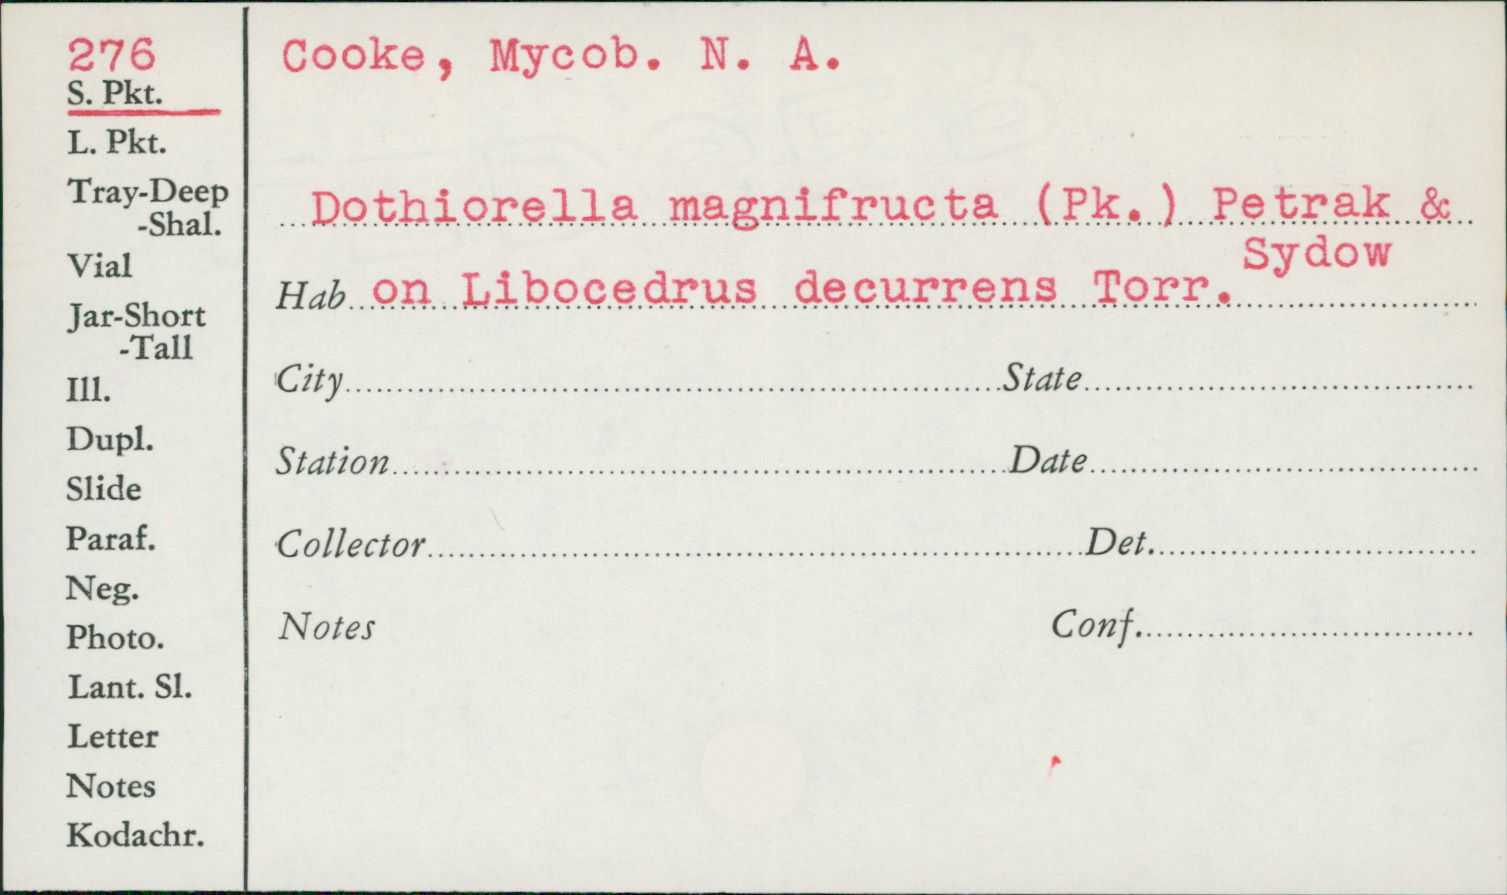 276
S. Pkt.
L. Pkt.
Tray-Deep
-Shal.
Vial
Jar-Short
-Tall
Ill.
Dupl.
Slide
Paraf.
Neg.
Photo.
Lant. Sl.
Letter
Notes
Kodachr.
Cooke, Mycob. N. A.
Dothiorella magnifructa (Pk.) Petrak &
Sydow
Hab. on Libocedrus decurrens Torr.
City State
Station Date
Collector Det.
Notes Conf.